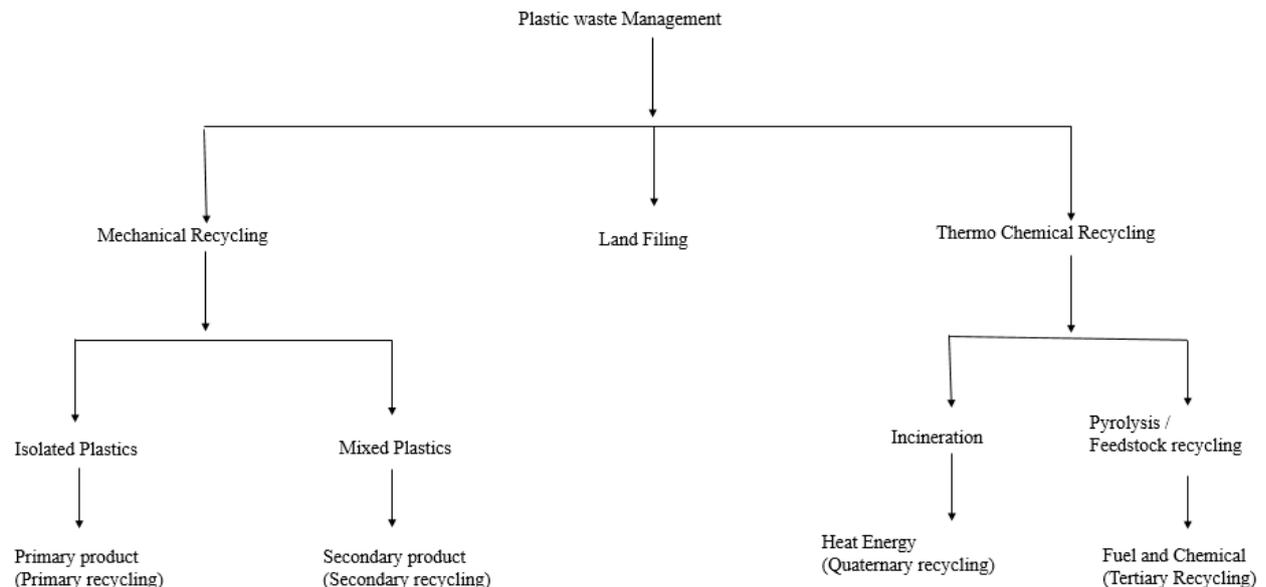 Plastic waste Management
Mechanical Recycling
Land Filing
Thermo Chemical Recycling
Isolated Plastics
Mixed Plastics
Incineration
Pyrolysis /
Feedstock recycling
Primary product
(Primary recycling)
Secondary product
(Secondary recycling)
Heat Energy
(Quaternary recycling)
Fuel and Chemical
(Tertiary Recycling)